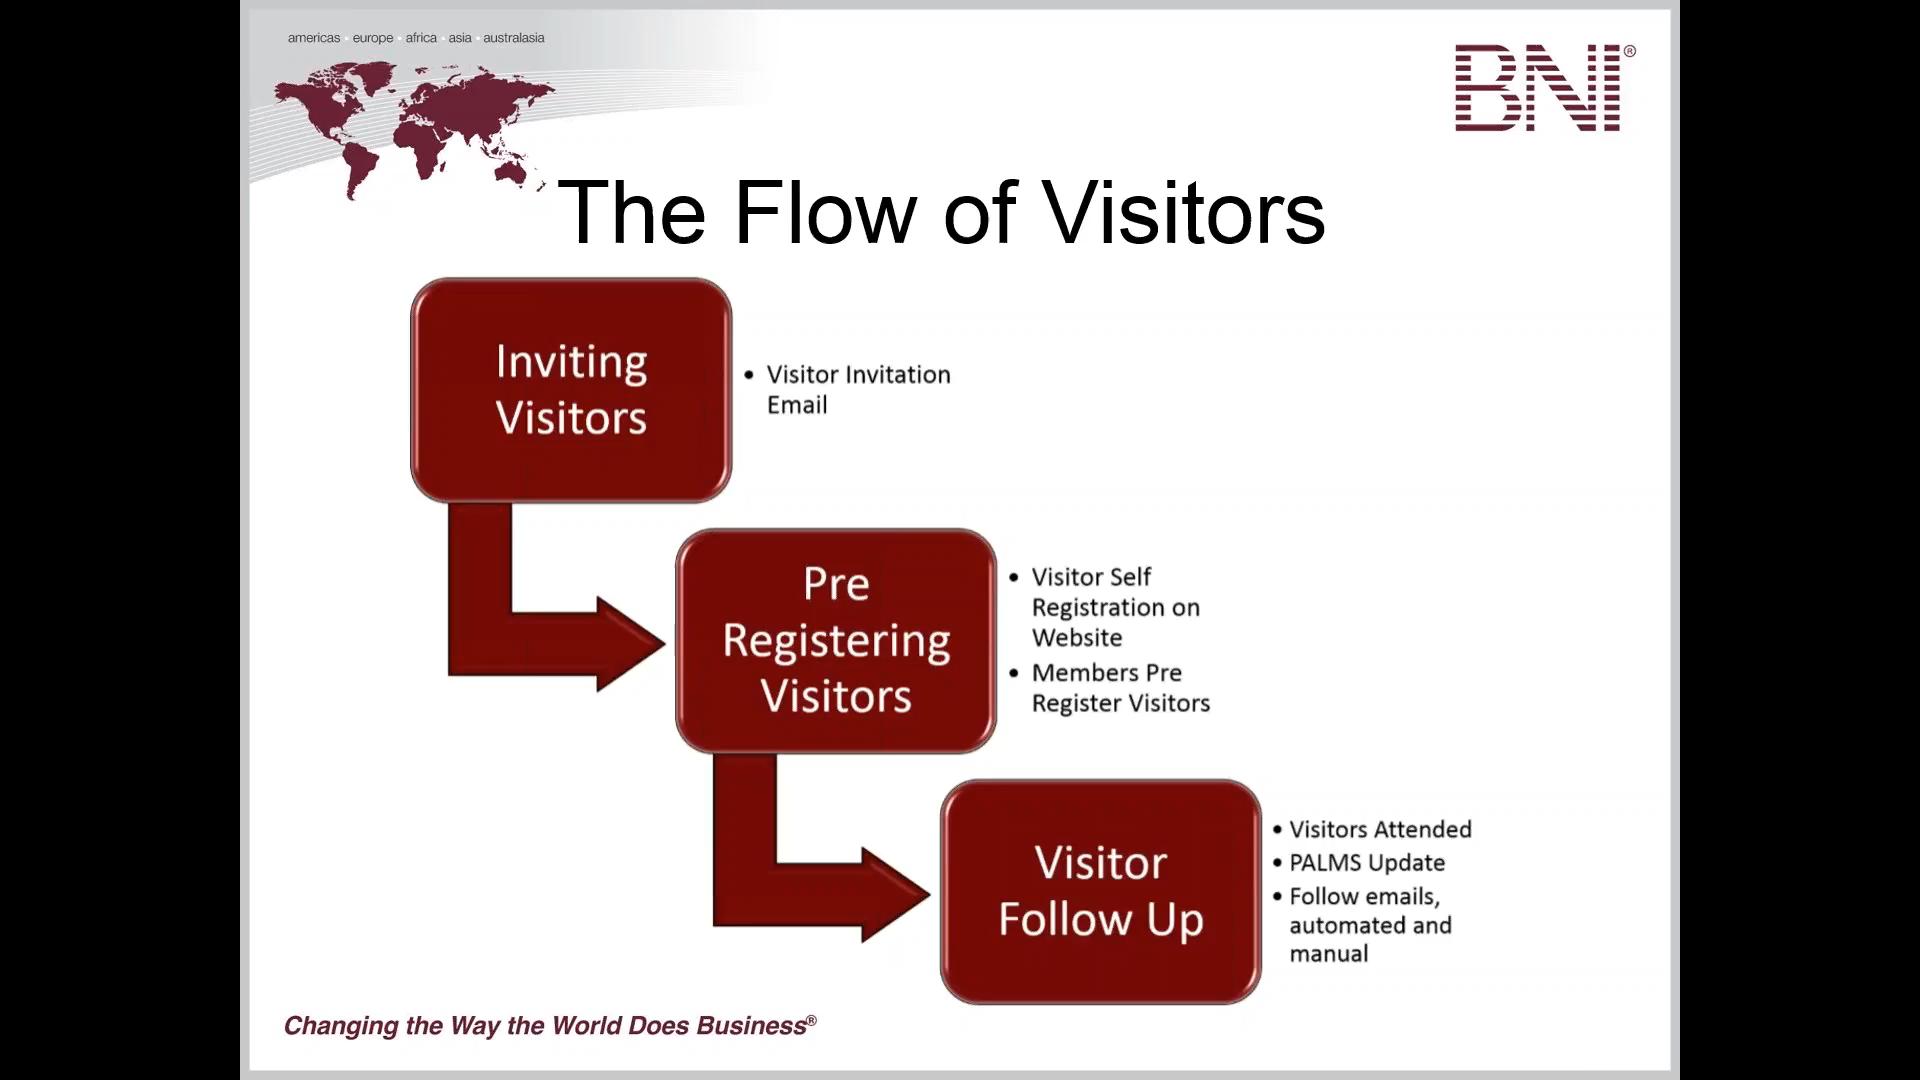 americas · europe · africa · asia · australasia
BNI®
The Flow of Visitors
Inviting
Visitors
• Visitor Invitation
Email
Pre
Registering
Visitors
• Visitor Self
Registration on
Website
• Members Pre
Register Visitors
Visitor
Follow Up
• Visitors Attended
• PALMS Update
• Follow emails,
automated and
manual
Changing the Way the World Does Business®